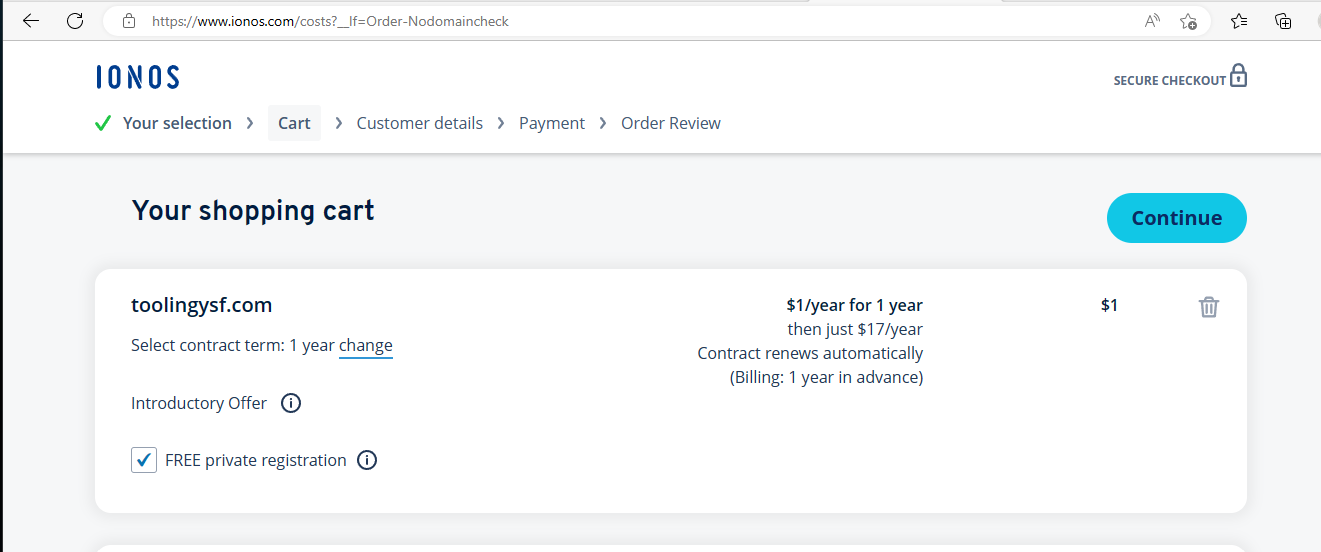 https://www.ionos.com/costs?__lf=Order-Nodomaincheck
IONOS
SECURE CHECKOUT
Your selection > Cart > Customer details > Payment > Order Review
Your shopping cart
Continue
toolingysf.com
$1/year for 1 year
$1
then just $17/year
Select contract term: 1 year change
Contract renews automatically
(Billing: 1 year in advance)
Introductory Offer
FREE private registration